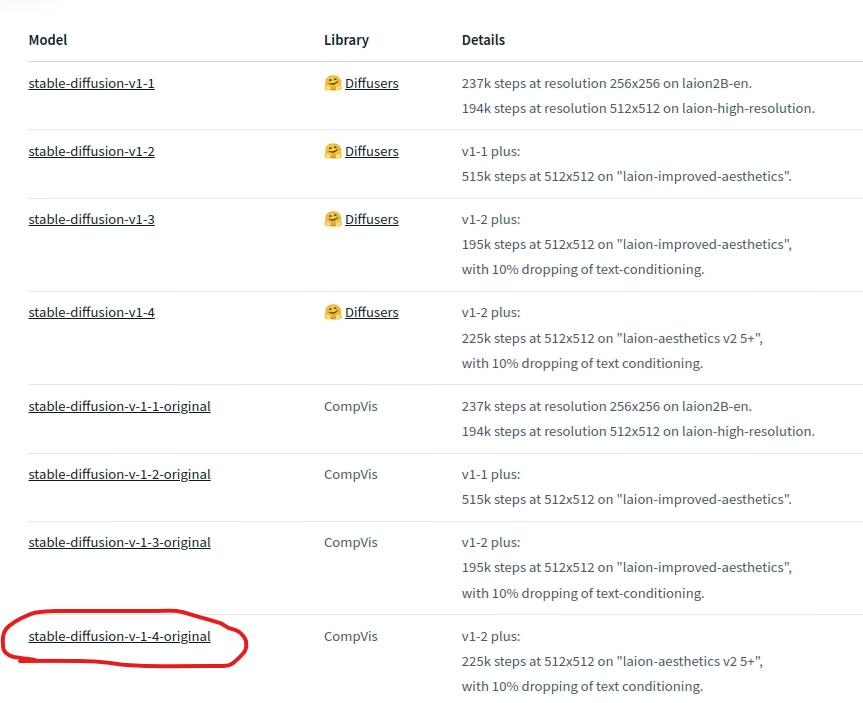 Model Library Details
stable-diffusion-v1-1 🤗 Diffusers 237k steps at resolution 256x256 on laion2B-en.
194k steps at resolution 512x512 on laion-high-resolution.
stable-diffusion-v1-2 🤗 Diffusers v1-1 plus:
515k steps at 512x512 on "laion-improved-aesthetics".
stable-diffusion-v1-3 🤗 Diffusers v1-2 plus:
195k steps at 512x512 on "laion-improved-aesthetics",
with 10% dropping of text-conditioning.
stable-diffusion-v1-4 🤗 Diffusers v1-2 plus:
225k steps at 512x512 on "laion-aesthetics v2 5+",
with 10% dropping of text conditioning.
stable-diffusion-v-1-1-original CompVis 237k steps at resolution 256x256 on laion2B-en.
194k steps at resolution 512x512 on laion-high-resolution.
stable-diffusion-v-1-2-original CompVis v1-1 plus:
515k steps at 512x512 on "laion-improved-aesthetics".
stable-diffusion-v-1-3-original CompVis v1-2 plus:
195k steps at 512x512 on "laion-improved-aesthetics",
with 10% dropping of text-conditioning.
stable-diffusion-v-1-4-original CompVis v1-2 plus:
225k steps at 512x512 on "laion-aesthetics v2 5+",
with 10% dropping of text conditioning.